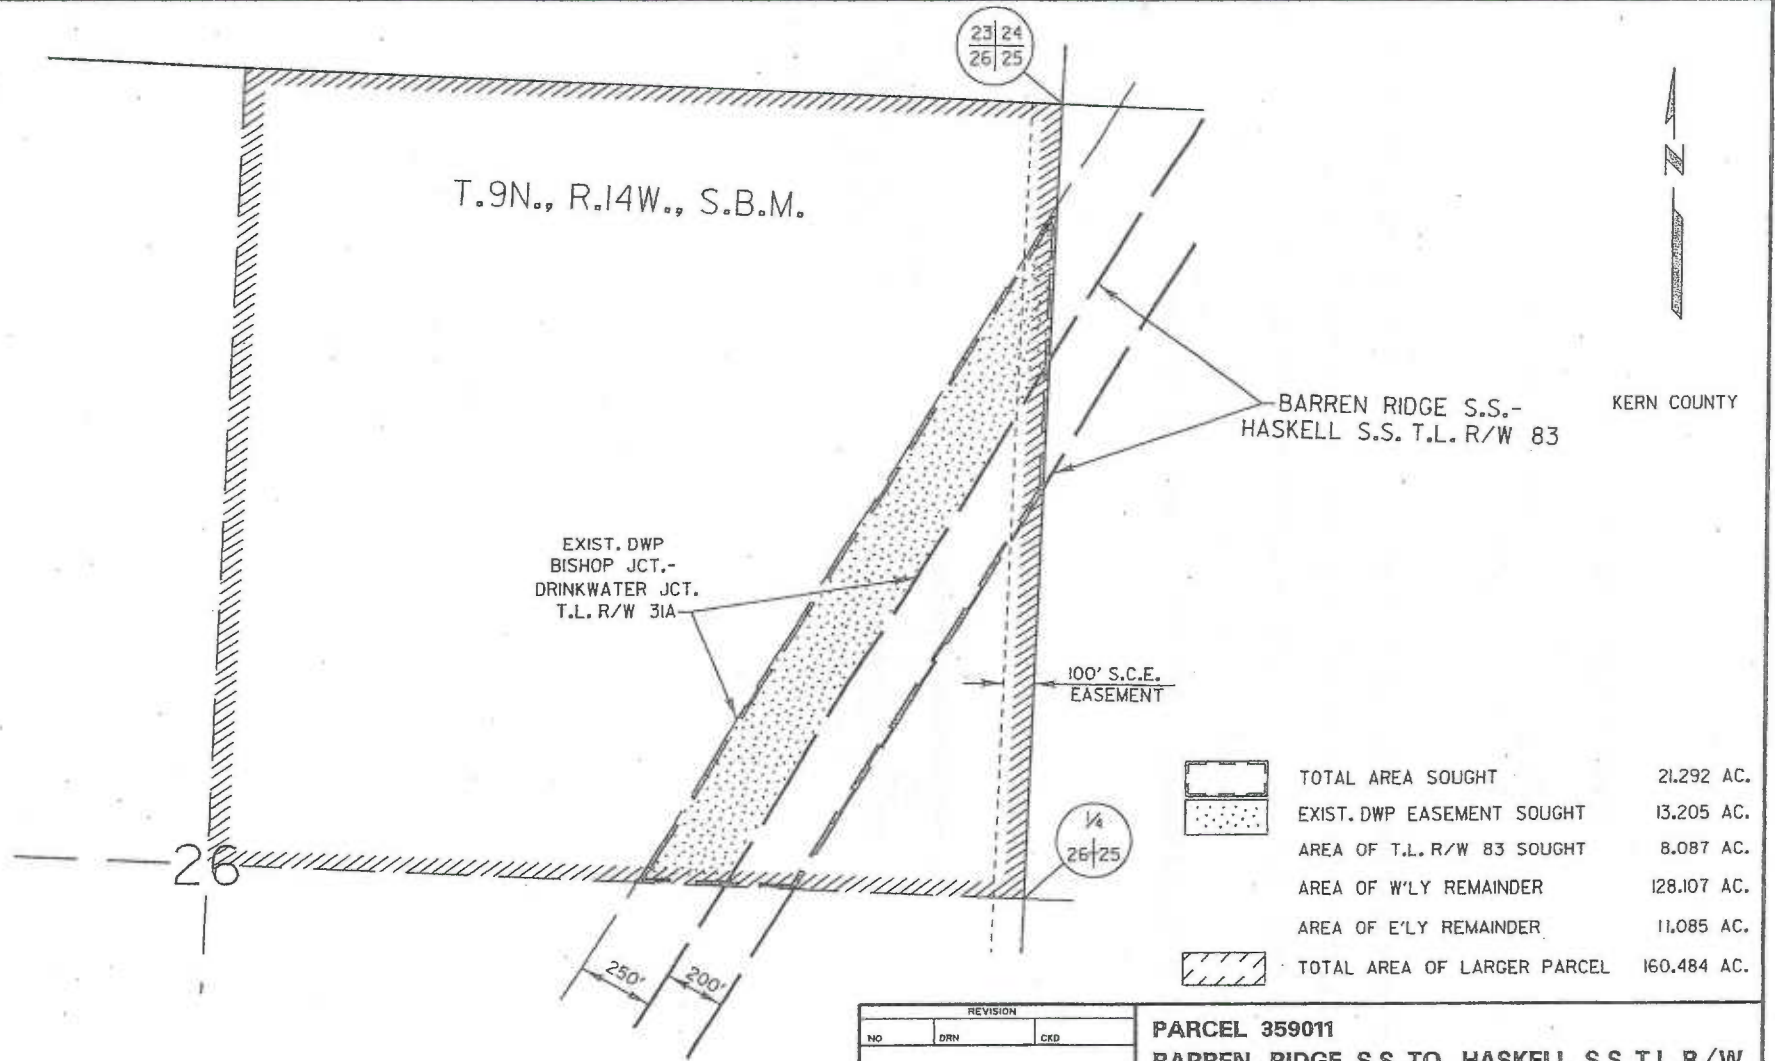 23 24
26 25
T.9N., R.14W., S.B.M.
N
BARREN RIDGE S.S.-
HASKELL S.S. T.L. R/W 83
KERN COUNTY
EXIST. DWP
BISHOP JCT.-
DRINKWATER JCT.
T.L. R/W 31A
100' S.C.E.
EASEMENT
TOTAL AREA SOUGHT 21.292 AC.
EXIST. DWP EASEMENT SOUGHT 13.205 AC.
AREA OF T.L. R/W 83 SOUGHT 8.087 AC.
AREA OF W'LY REMAINDER 128.107 AC.
AREA OF E'LY REMAINDER 11.085 AC.
TOTAL AREA OF LARGER PARCEL 160.484 AC.
1/4
26 25
26
250'
200'
REVISION
NO DRN CKD
PARCEL 359011
BARREN RIDGE S.S. TO HASKELL S.S. T.L. R/W